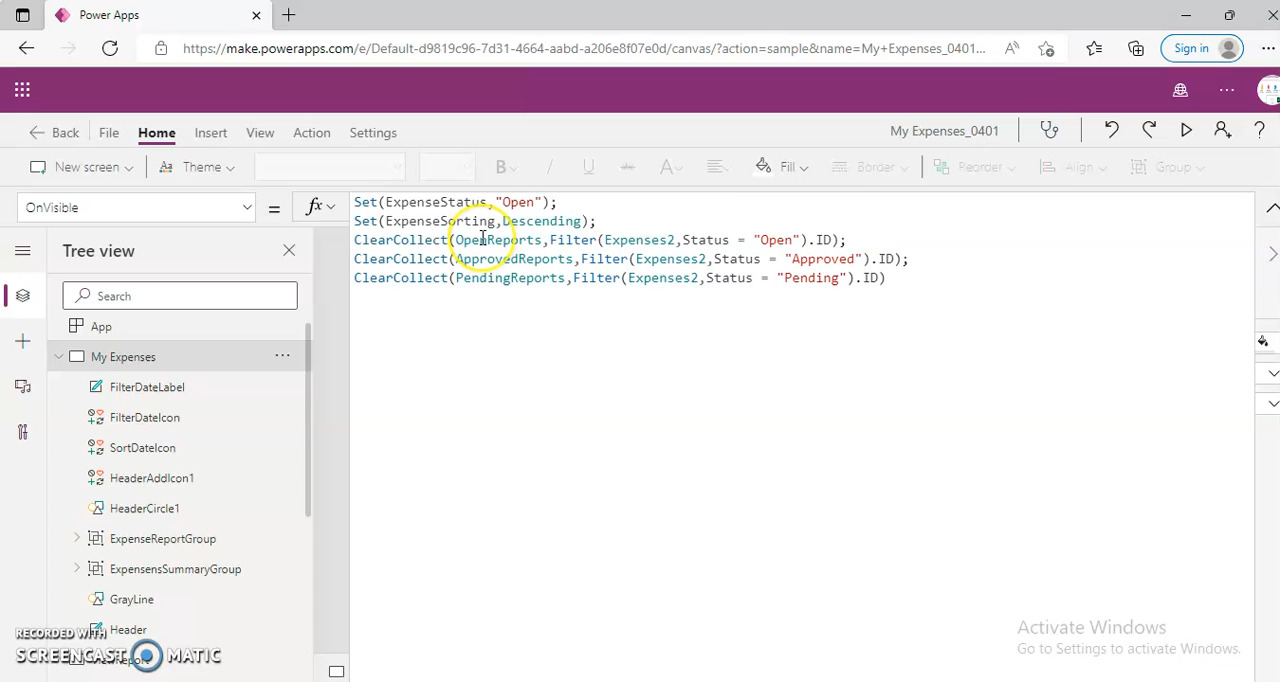 Power Apps
https://make.powerapps.com/e/Default-d9819c96-7d31-4664-aabd-a206e8f07e0d/canvas/?action=sample&name=My+Expenses_0401...
Sign in
Back File Home Insert View Action Settings
My Expenses_0401
New screen Theme B I U abc A Fill Border Reorder Align Group
OnVisible = fx
Set(ExpenseStatus,"Open");
Set(ExpenseSorting,Descending);
ClearCollect(OpenReports,Filter(Expenses2,Status = "Open").ID);
ClearCollect(ApprovedReports,Filter(Expenses2,Status = "Approved").ID);
ClearCollect(PendingReports,Filter(Expenses2,Status = "Pending").ID)
Tree view
Search
App
My Expenses
FilterDateLabel
FilterDateIcon
SortDateIcon
HeaderAddIcon1
HeaderCircle1
ExpenseReportGroup
ExpensensSummaryGroup
GrayLine
Header
RECORDED WITH
SCREENCAST MATIC
Activate Windows
Go to Settings to activate Windows.